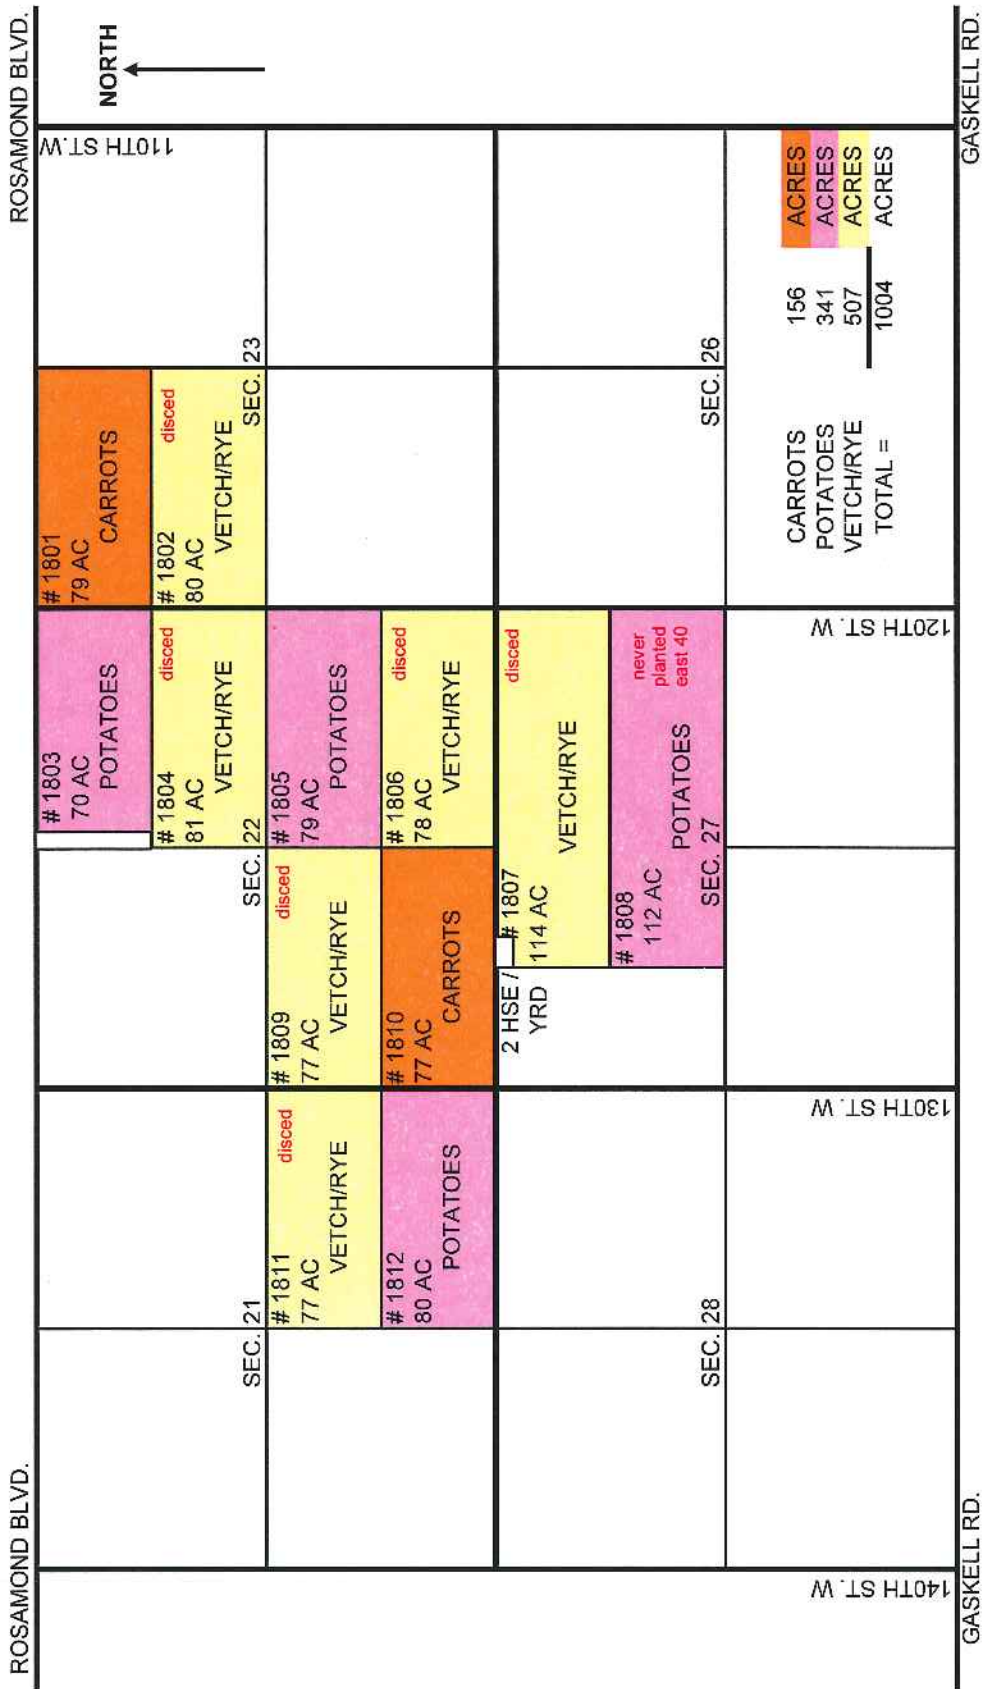 ROSAMOND BLVD.
ROSAMOND BLVD.
NORTH
110TH ST. W
# 1801
79 AC
CARROTS
# 1802
80 AC
disced
VETCH/RYE
SEC. 23
# 1803
70 AC
POTATOES
# 1804
81 AC
disced
VETCH/RYE
SEC. 22
# 1805
79 AC
POTATOES
# 1806
78 AC
disced
VETCH/RYE
# 1809
77 AC
disced
VETCH/RYE
# 1810
77 AC
CARROTS
# 1811
77 AC
disced
VETCH/RYE
# 1812
80 AC
POTATOES
SEC. 21
2 HSE /
YRD
# 1807
114 AC
disced
VETCH/RYE
# 1808
112 AC
never
planted
east 40
POTATOES
SEC. 27
SEC. 28
SEC. 26
140TH ST. W
130TH ST. W
120TH ST. W
CARROTS 156 ACRES
POTATOES 341 ACRES
VETCH/RYE 507 ACRES
TOTAL = 1004 ACRES
GASKELL RD.
GASKELL RD.